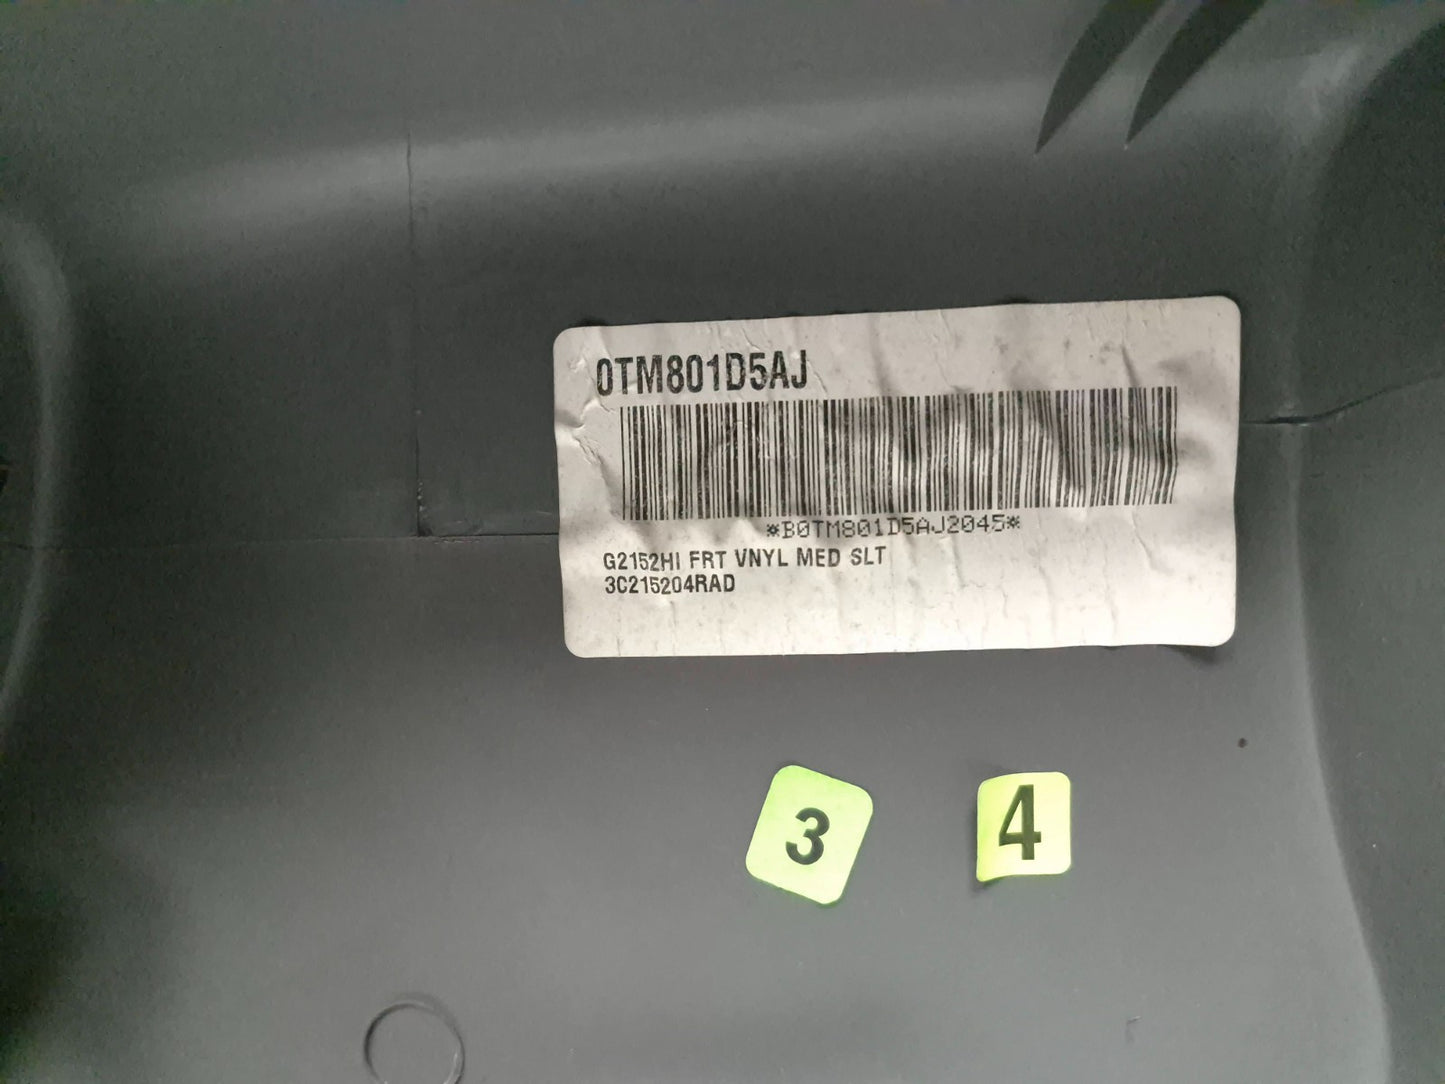 0TM801D5AJ
*B0TM801D5AJ2045*
G2152HI FRT VNYL MED SLT
3C215204RAD
3
4